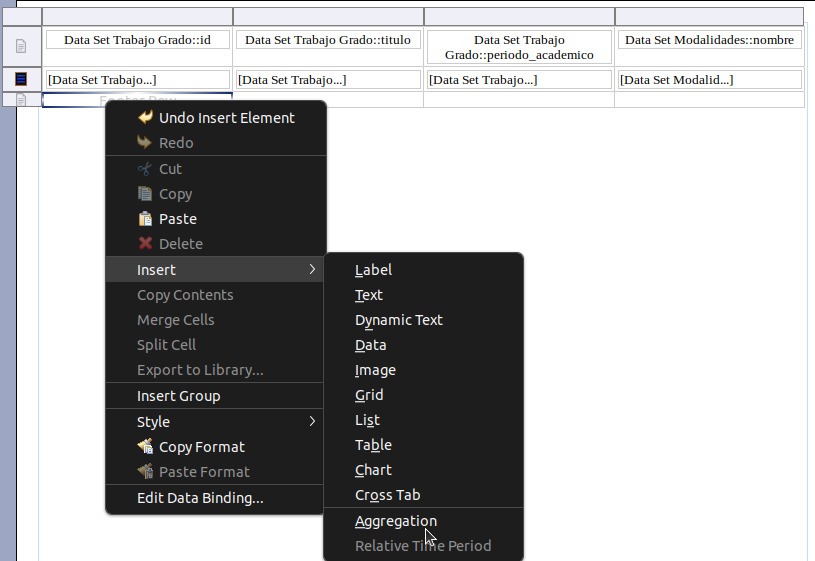 Data Set Trabajo Grado::id
Data Set Trabajo Grado::titulo
Data Set Trabajo
Grado::periodo_academico
Data Set Modalidades::nombre
[Data Set Trabajo...]
[Data Set Trabajo...]
[Data Set Trabajo...]
[Data Set Modalid...]
Footer Row
Undo Insert Element
Redo
Cut
Copy
Paste
Delete
Insert
Copy Contents
Merge Cells
Split Cell
Export to Library...
Insert Group
Style
Copy Format
Paste Format
Edit Data Binding...
Label
Text
Dynamic Text
Data
Image
Grid
List
Table
Chart
Cross Tab
Aggregation
Relative Time Period